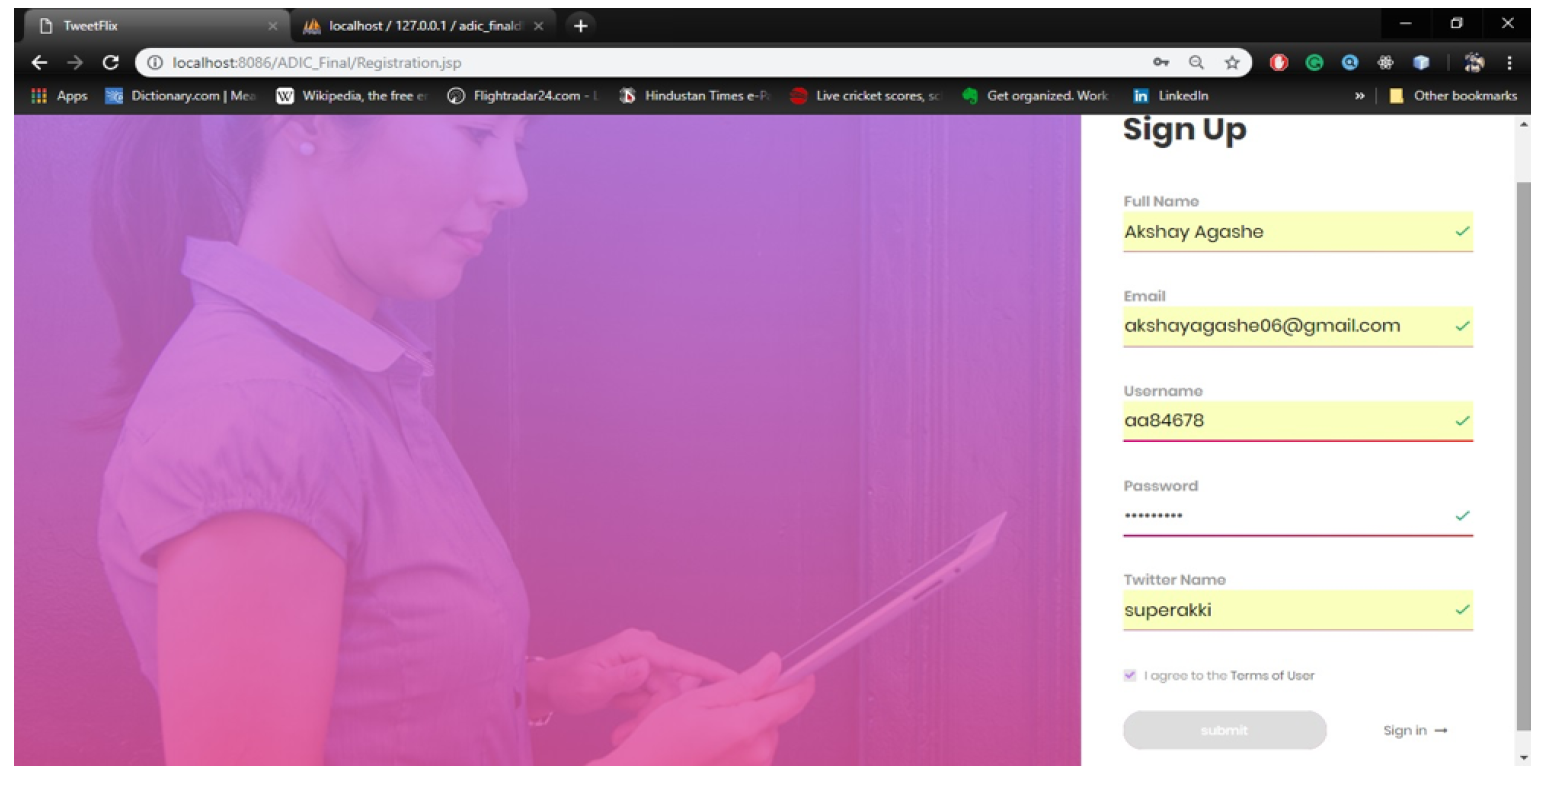 TweetFlix
localhost / 127.0.0.1 / adic_finald
localhost:8086/ADIC_Final/Registration.jsp
Apps Dictionary.com | Mea Wikipedia, the free e Flightradar24.com - L Hindustan Times e-P Live cricket scores, sc Get organized. Work LinkedIn » Other bookmarks
Sign Up
Full Name
Akshay Agashe
Email
akshayagashe06@gmail.com
Username
aa84678
Password
•••••••••
Twitter Name
superakki
I agree to the Terms of User
submit Sign in →